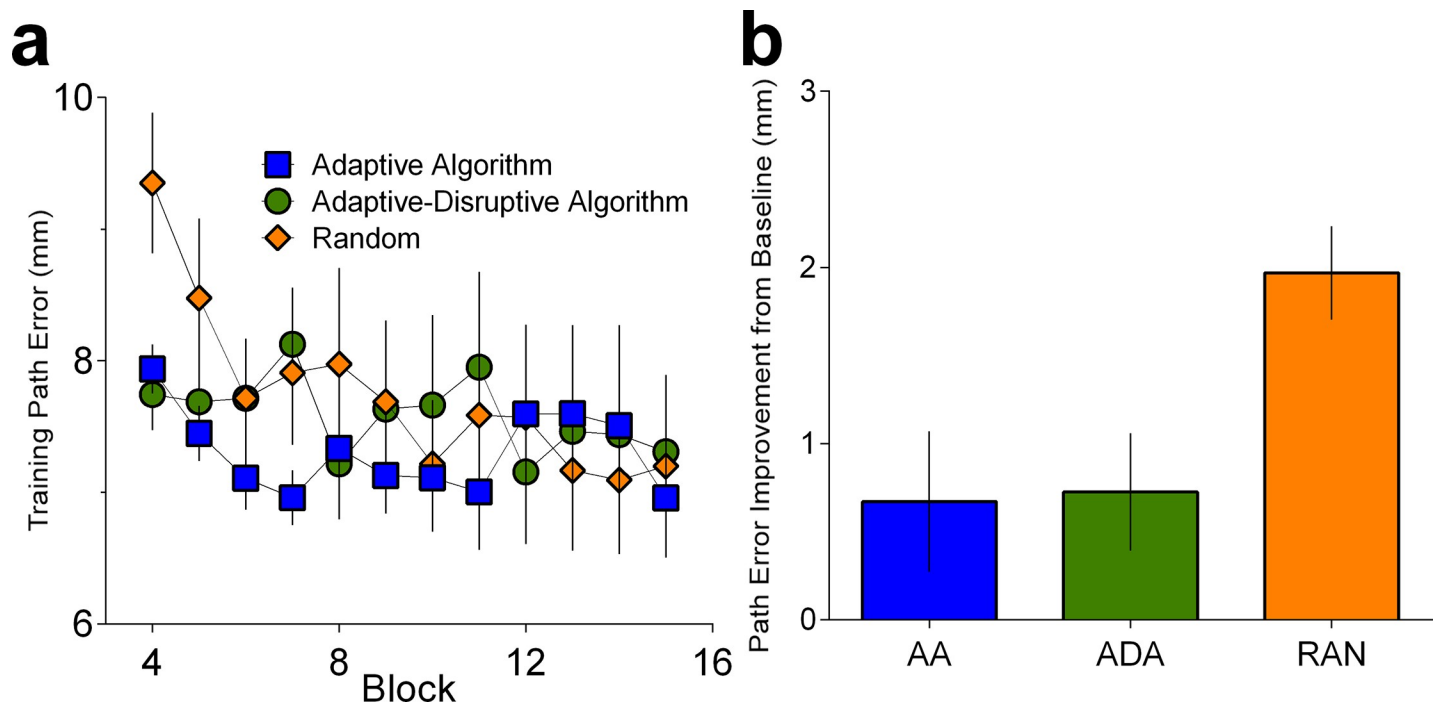 a
Training Path Error (mm)
10
8
6
Adaptive Algorithm
Adaptive-Disruptive Algorithm
Random
4
8
12
16
Block
b
Path Error Improvement from Baseline (mm)
3
2
1
0
AA
ADA
RAN